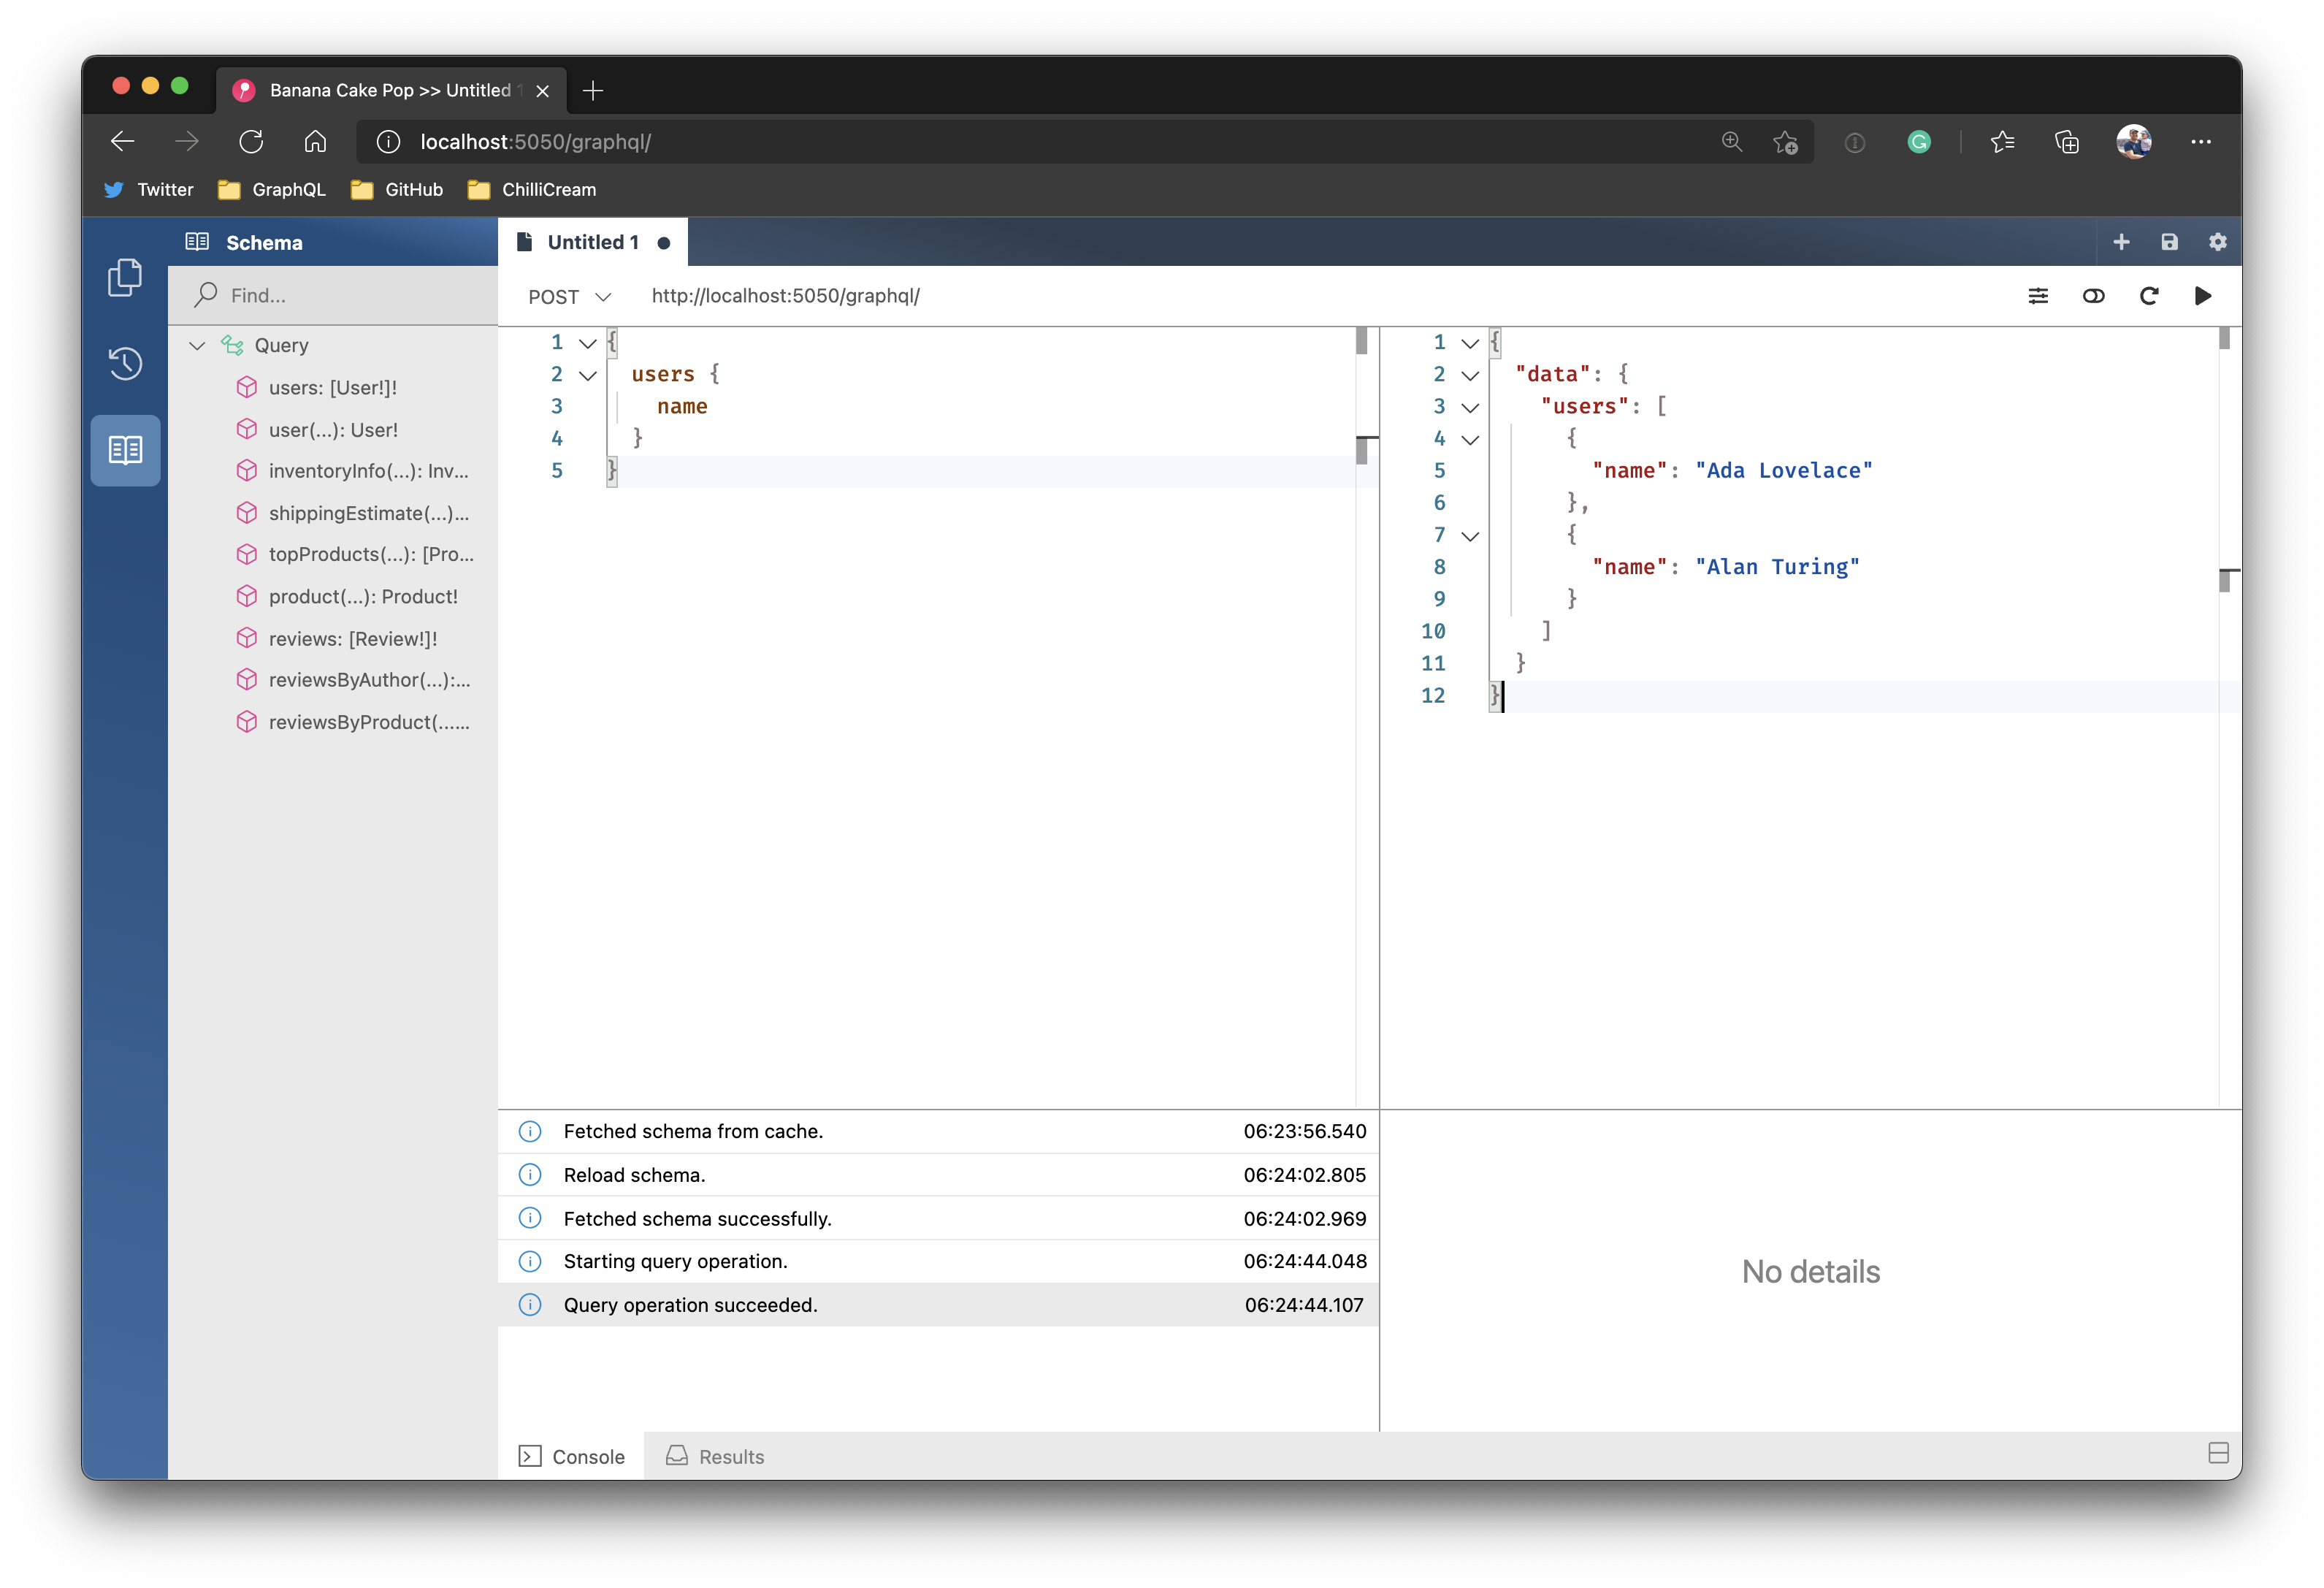 Banana Cake Pop >> Untitled 1
localhost:5050/graphql/
Twitter GraphQL GitHub ChilliCream
Schema
Find...
Query
users: [User!]!
user(...): User!
inventoryInfo(...): Inv...
shippingEstimate(...)...
topProducts(...): [Pro...
product(...): Product!
reviews: [Review!]!
reviewsByAuthor(...):...
reviewsByProduct(......
Untitled 1
POST http://localhost:5050/graphql/
1 {
2 users {
3 name
4 }
5 }
1 {
2 "data": {
3 "users": [
4 {
5 "name": "Ada Lovelace"
6 },
7 {
8 "name": "Alan Turing"
9 }
10 ]
11 }
12 }
Fetched schema from cache. 06:23:56.540
Reload schema. 06:24:02.805
Fetched schema successfully. 06:24:02.969
Starting query operation. 06:24:44.048
Query operation succeeded. 06:24:44.107
No details
Console Results